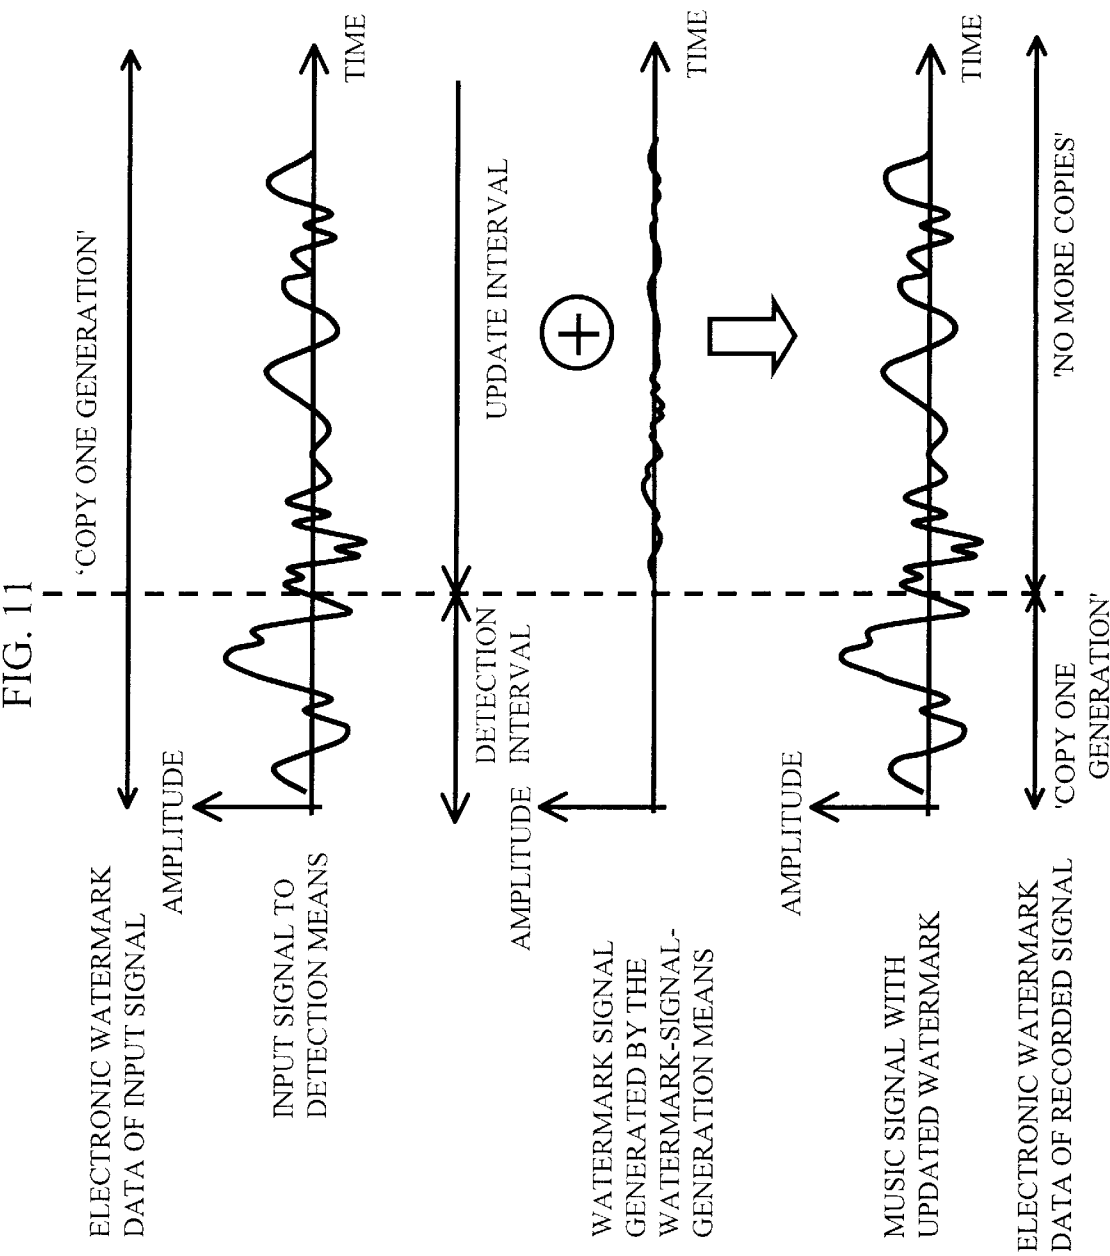 FIG. 11
ELECTRONIC WATERMARK
DATA OF INPUT SIGNAL
'COPY ONE GENERATION'
INPUT SIGNAL TO
DETECTION MEANS
AMPLITUDE
TIME
DETECTION
INTERVAL
UPDATE INTERVAL
WATERMARK SIGNAL
GENERATED BY THE
WATERMARK-SIGNAL-
GENERATION MEANS
AMPLITUDE
TIME
MUSIC SIGNAL WITH
UPDATED WATERMARK
AMPLITUDE
TIME
ELECTRONIC WATERMARK
DATA OF RECORDED SIGNAL
'COPY ONE
GENERATION'
'NO MORE COPIES'